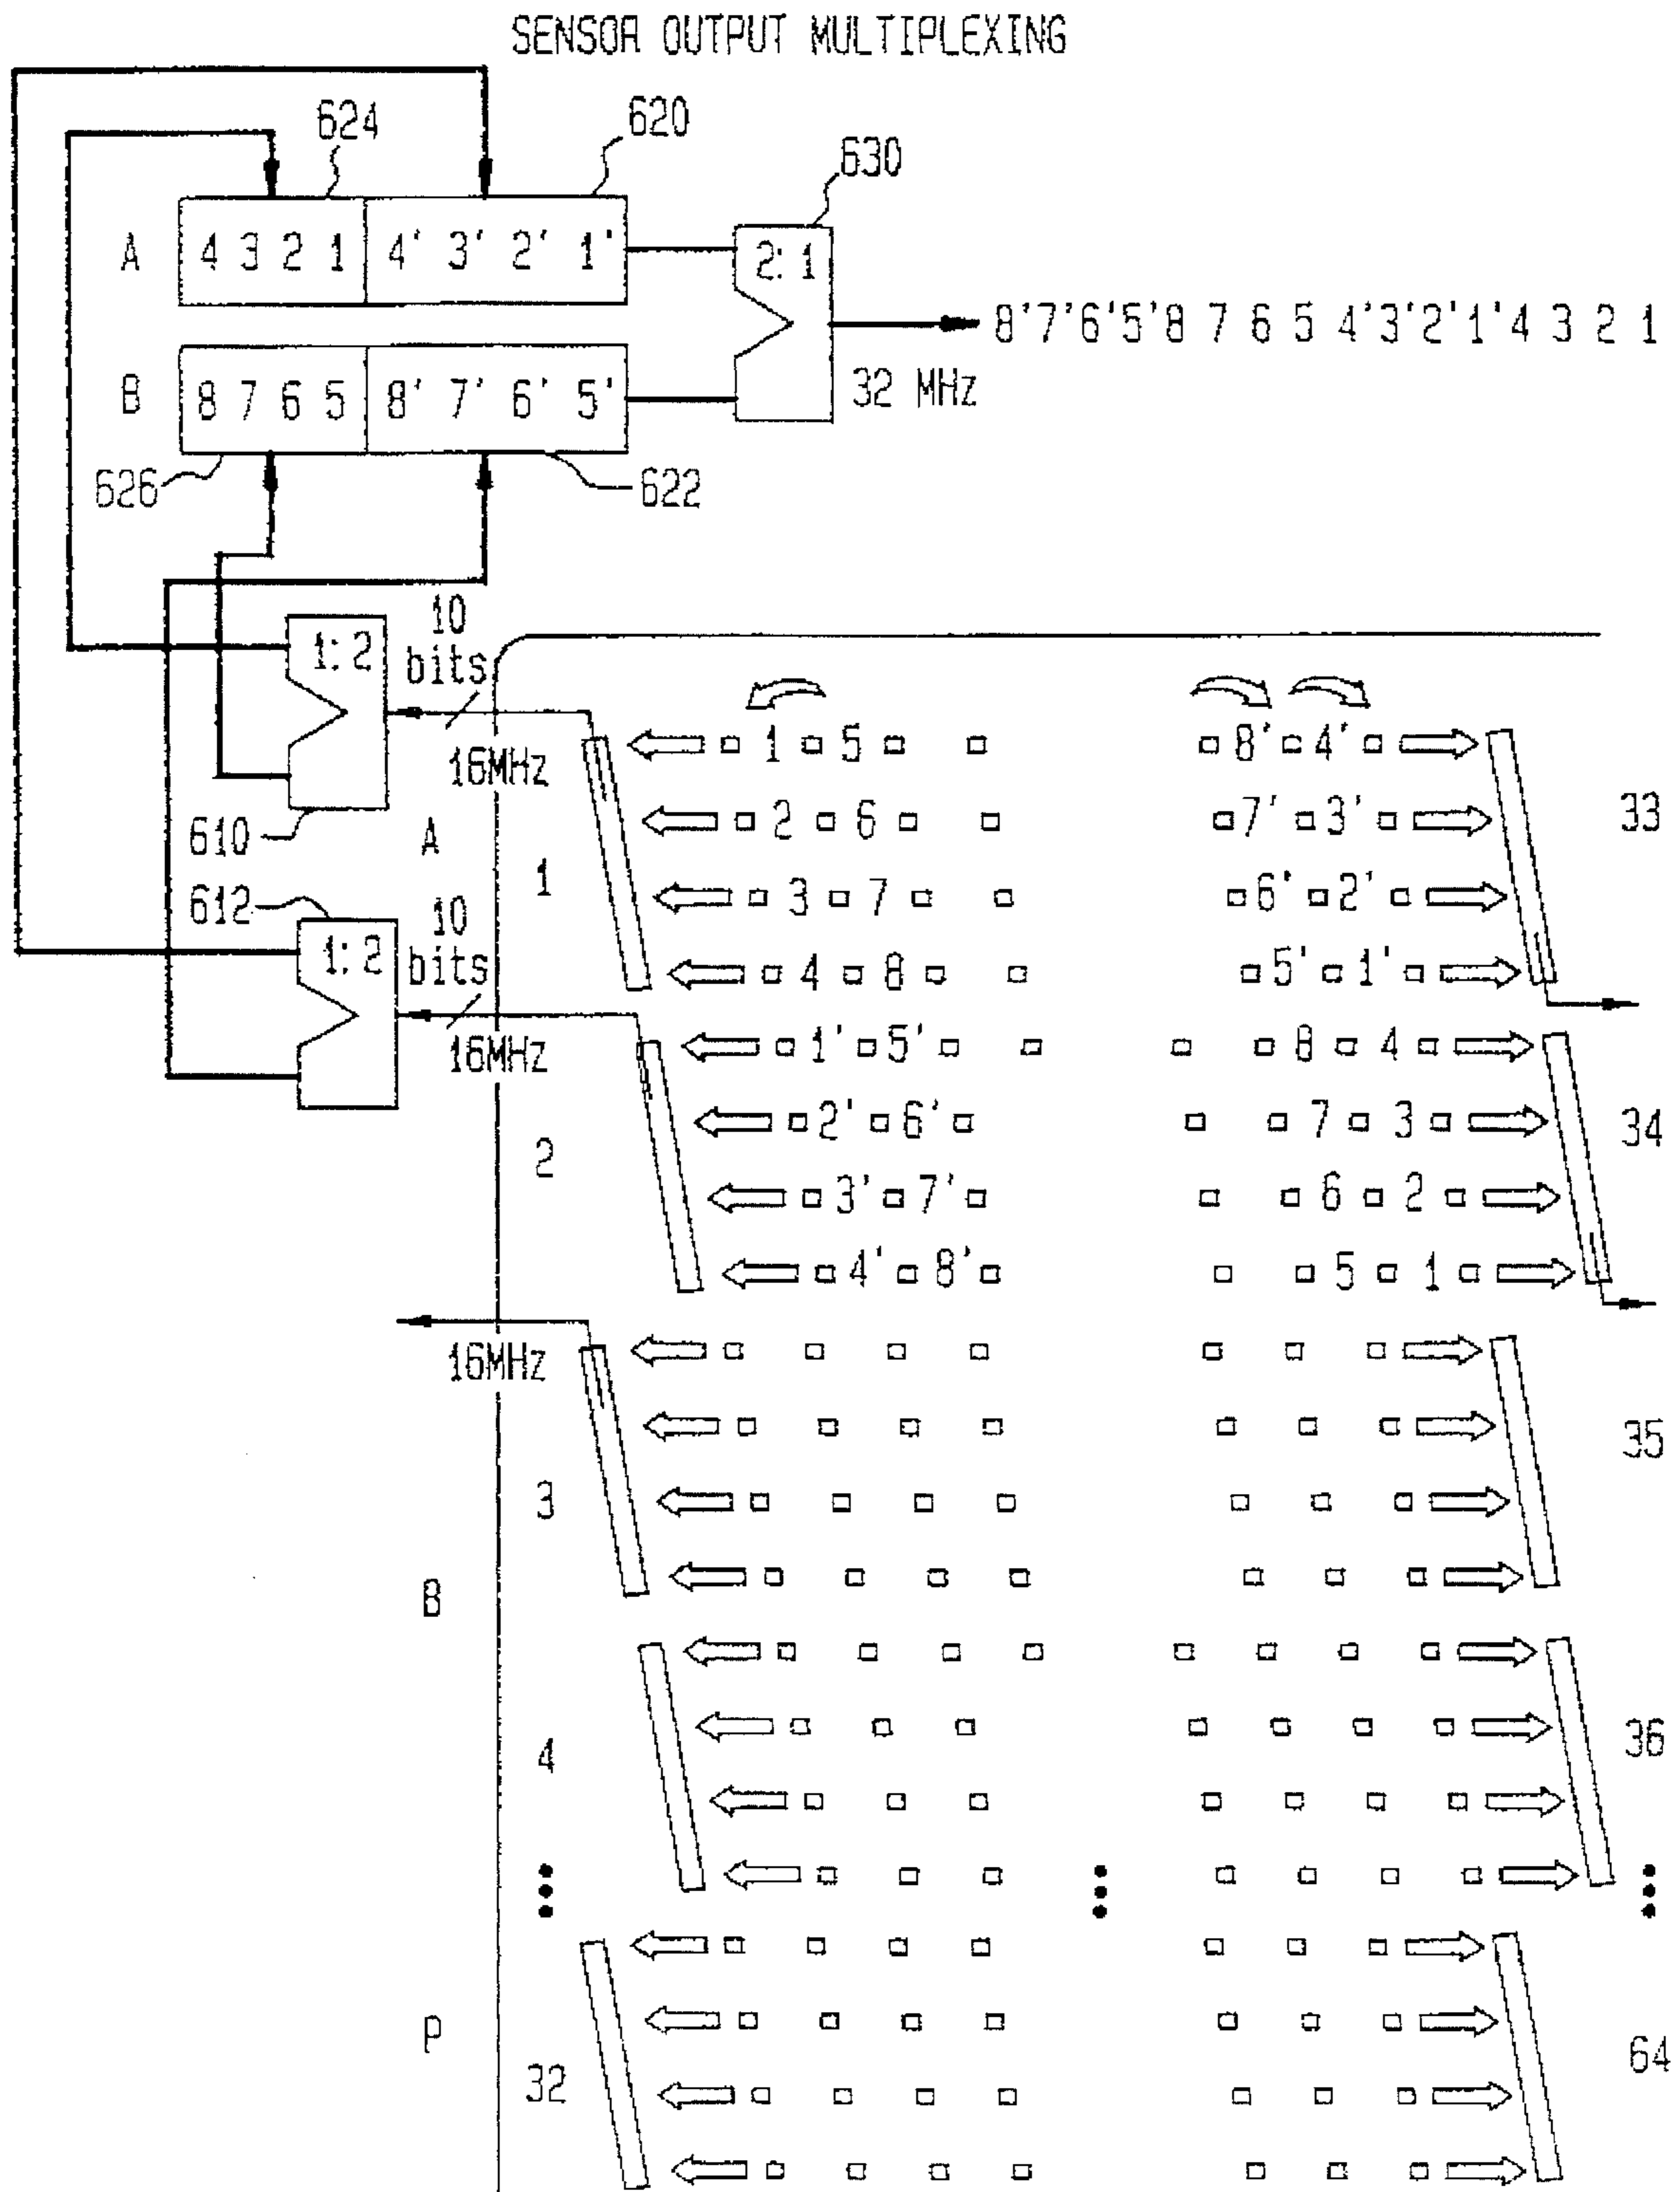 SENSOR OUTPUT MULTIPLEXING
624
620
630
A
4 3 2 1
4' 3' 2' 1'
2:1
8'7'6'5'8 7 6 5 4'3'2'1'4 3 2 1
B
8 7 6 5
8' 7' 6' 5'
32 MHz
626
622
1:2
10
bits
16MHz
610
A
1
1 5
8' 4'
2 6
7' 3'
33
3 7
6' 2'
4 8
5' 1'
612
1:2
10
bits
16MHz
2
1' 5'
8 4
2' 6'
7 3
34
3' 7'
6 2
4' 8'
5 1
16MHz
3
35
B
4
36
P
32
64